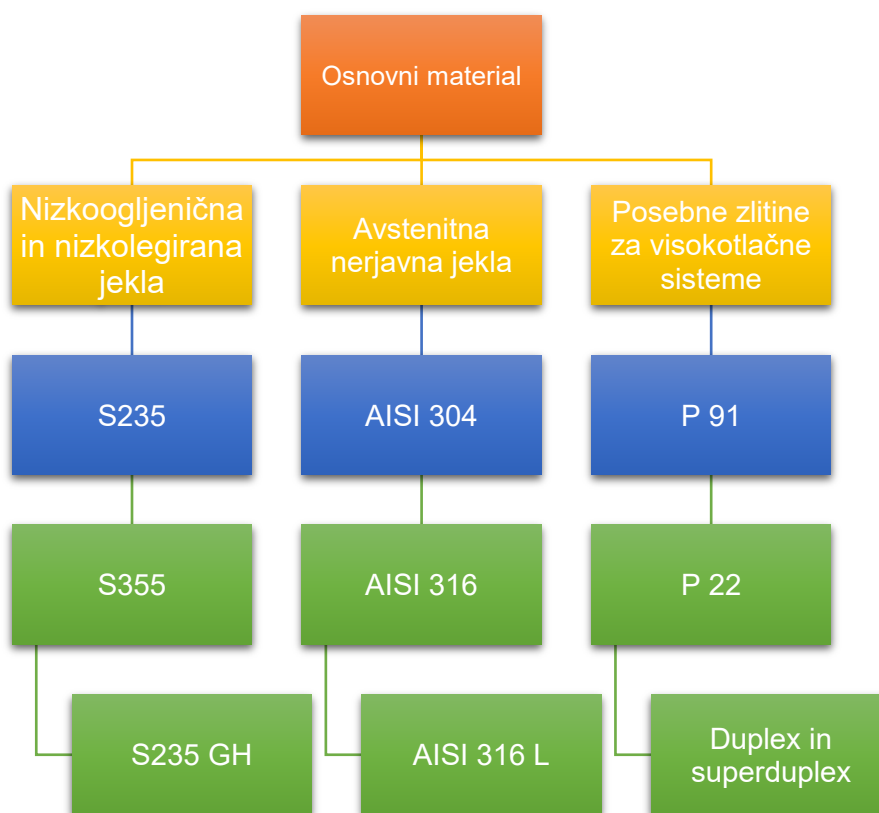 Osnovni material
Nizkoogljenična
in nizkolegirana
jekla
Avstenitna
nerjavna jekla
Posebne zlitine
za visokotlačne
sisteme
S235
AISI 304
P 91
S355
AISI 316
P 22
S235 GH
AISI 316 L
Duplex in
superduplex